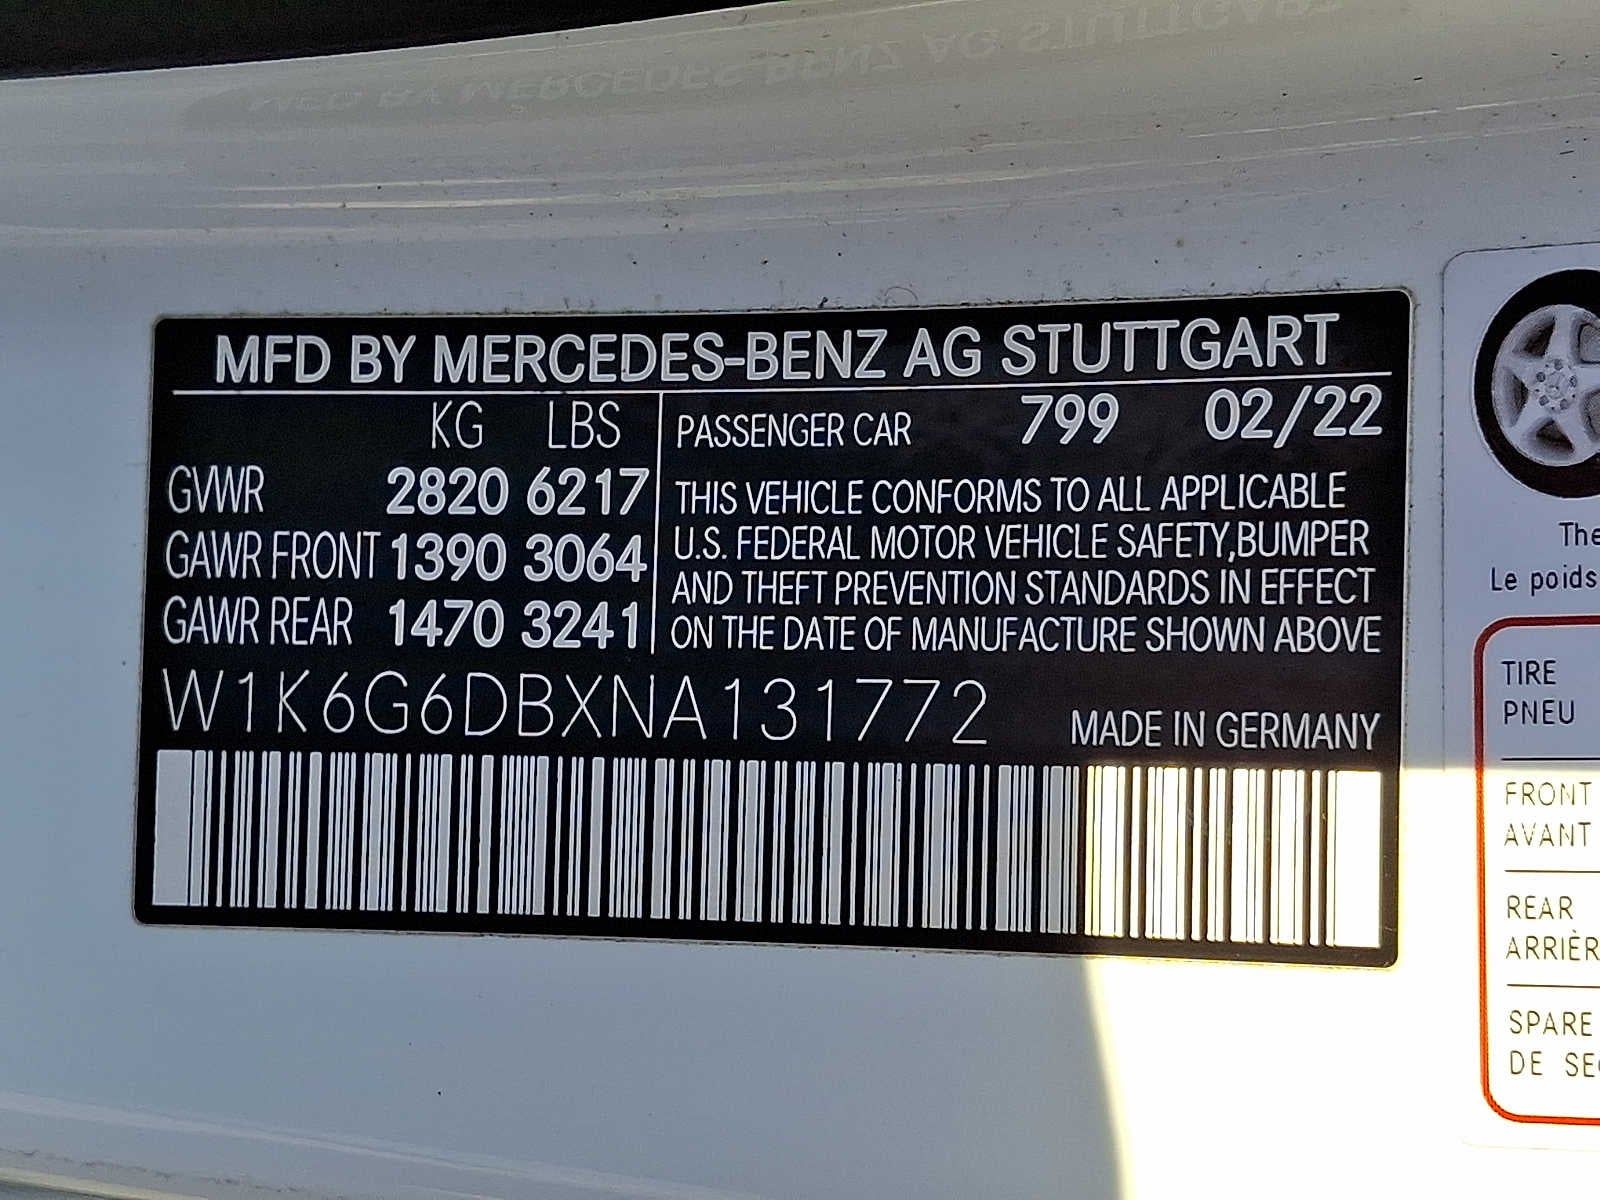 MFD BY MERCEDES-BENZ AG STUTTGART
KG LBS
GVWR 2820 6217
GAWR FRONT 1390 3064
GAWR REAR 1470 3241
PASSENGER CAR 799 02/22
THIS VEHICLE CONFORMS TO ALL APPLICABLE
U.S. FEDERAL MOTOR VEHICLE SAFETY,BUMPER
AND THEFT PREVENTION STANDARDS IN EFFECT
ON THE DATE OF MANUFACTURE SHOWN ABOVE
W1K6G6DBXNA131772
MADE IN GERMANY
The
Le poids
TIRE
PNEU
FRONT
AVANT
REAR
ARRIÈR
SPARE
DE SE